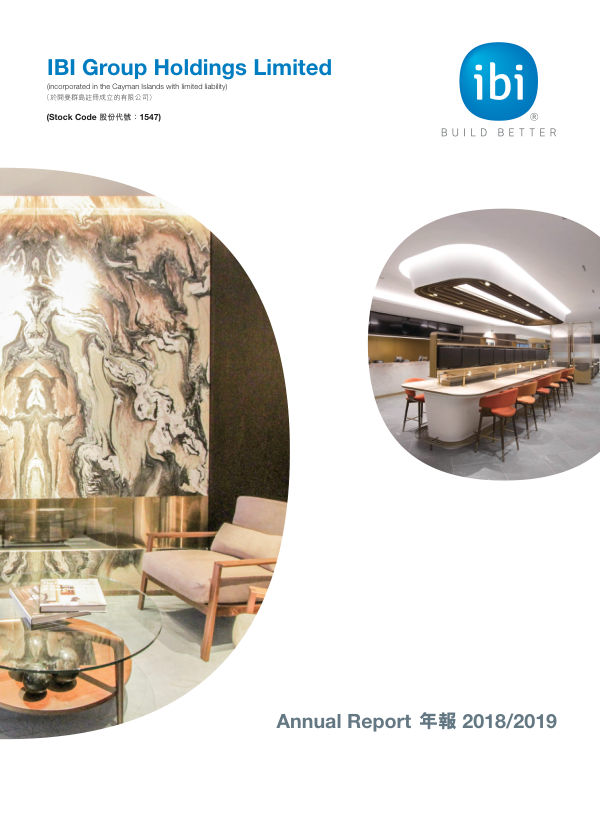 IBI Group Holdings Limited
(incorporated in the Cayman Islands with limited liability)
(於開曼群島註冊成立的有限公司)
(Stock Code 股份代號：1547)
ibi
®
BUILD BETTER
Annual Report 年報 2018/2019